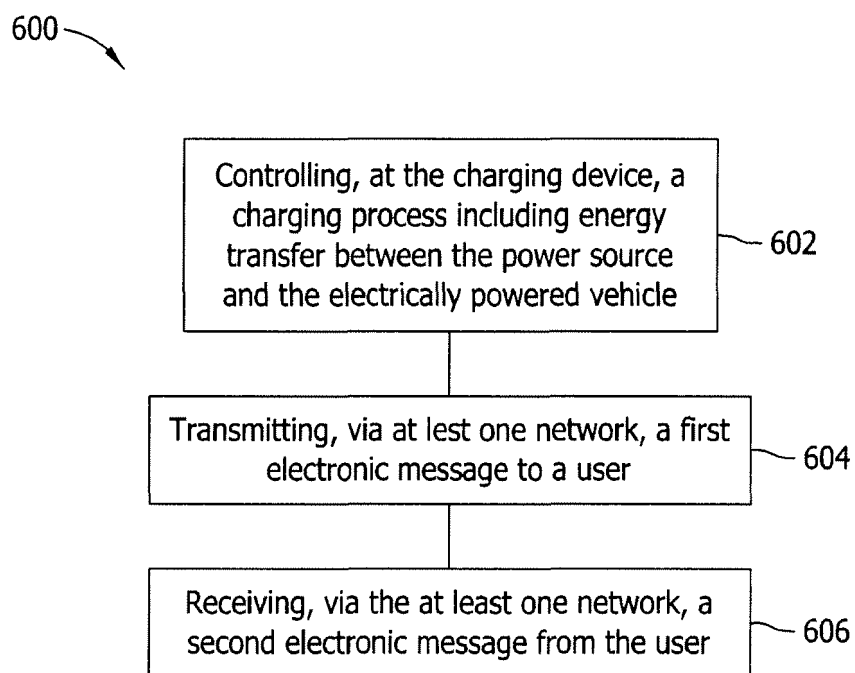 600
Controlling, at the charging device, a
charging process including energy
transfer between the power source
and the electrically powered vehicle
602
Transmitting, via at lest one network, a first
electronic message to a user
604
Receiving, via the at least one network, a
second electronic message from the user
606